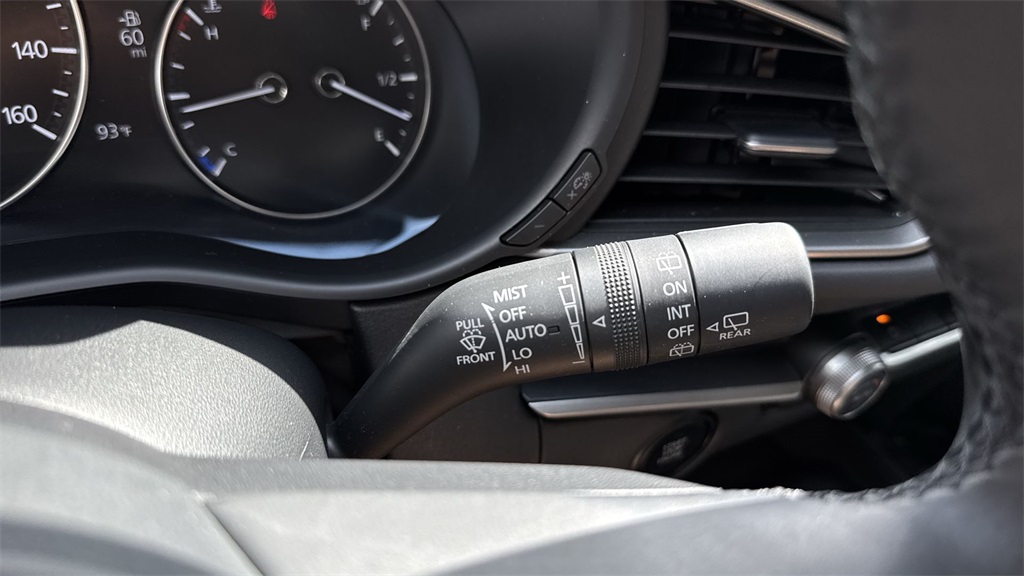 140
160
60
mi
93°F
H
C
F
1/2
E
MIST
OFF
AUTO
LO
HI
PULL
FRONT
+
−
ON
INT
OFF
REAR